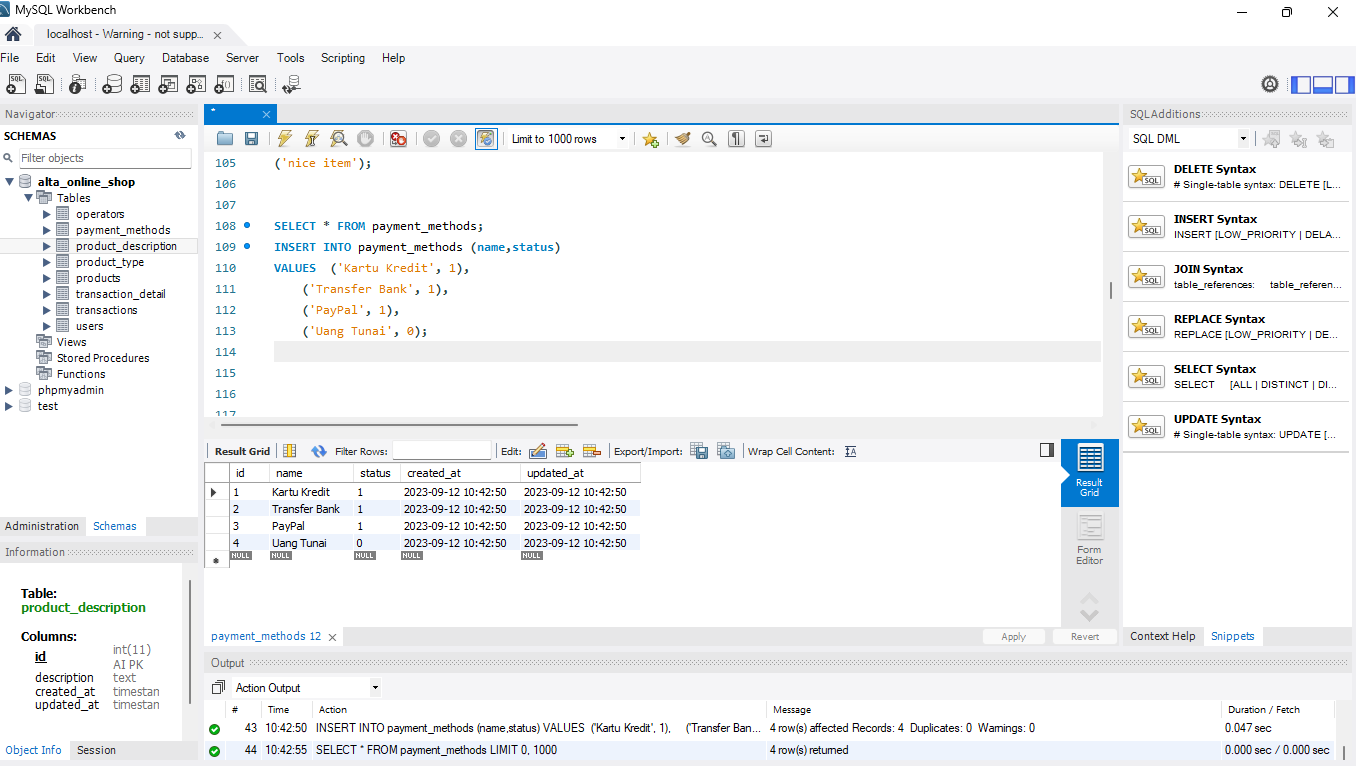 MySQL Workbench
localhost - Warning - not supp...
File Edit View Query Database Server Tools Scripting Help
Navigator
SCHEMAS
Filter objects
alta_online_shop
Tables
operators
payment_methods
product_description
product_type
products
transaction_detail
transactions
users
Views
Stored Procedures
Functions
phpmyadmin
test
Administration Schemas
Information
Table:
product_description
Columns:
id int(11)
AI PK
description text
created_at timestan
updated_at timestan
Object Info Session
*
Limit to 1000 rows
105 ('nice item');
106
107
108 SELECT * FROM payment_methods;
109 INSERT INTO payment_methods (name,status)
110 VALUES ('Kartu Kredit', 1),
111 ('Transfer Bank', 1),
112 ('PayPal', 1),
113 ('Uang Tunai', 0);
114
115
116
117
Result Grid Filter Rows: Edit: Export/Import: Wrap Cell Content:
id name status created_at updated_at
1 Kartu Kredit 1 2023-09-12 10:42:50 2023-09-12 10:42:50
2 Transfer Bank 1 2023-09-12 10:42:50 2023-09-12 10:42:50
3 PayPal 1 2023-09-12 10:42:50 2023-09-12 10:42:50
4 Uang Tunai 0 2023-09-12 10:42:50 2023-09-12 10:42:50
NULL NULL NULL NULL NULL
Result
Grid
Form
Editor
payment_methods 12
Apply Revert
SQLAdditions
SQL DML
DELETE Syntax
# Single-table syntax: DELETE [L...
INSERT Syntax
INSERT [LOW_PRIORITY | DELA...
JOIN Syntax
table_references: table_referen...
REPLACE Syntax
REPLACE [LOW_PRIORITY | DE...
SELECT Syntax
SELECT [ALL | DISTINCT | DI...
UPDATE Syntax
# Single-table syntax: UPDATE [...
Context Help Snippets
Output
Action Output
# Time Action Message Duration / Fetch
43 10:42:50 INSERT INTO payment_methods (name,status) VALUES ('Kartu Kredit', 1), ('Transfer Ban... 4 row(s) affected Records: 4 Duplicates: 0 Warnings: 0 0.047 sec
44 10:42:55 SELECT * FROM payment_methods LIMIT 0, 1000 4 row(s) returned 0.000 sec / 0.000 sec